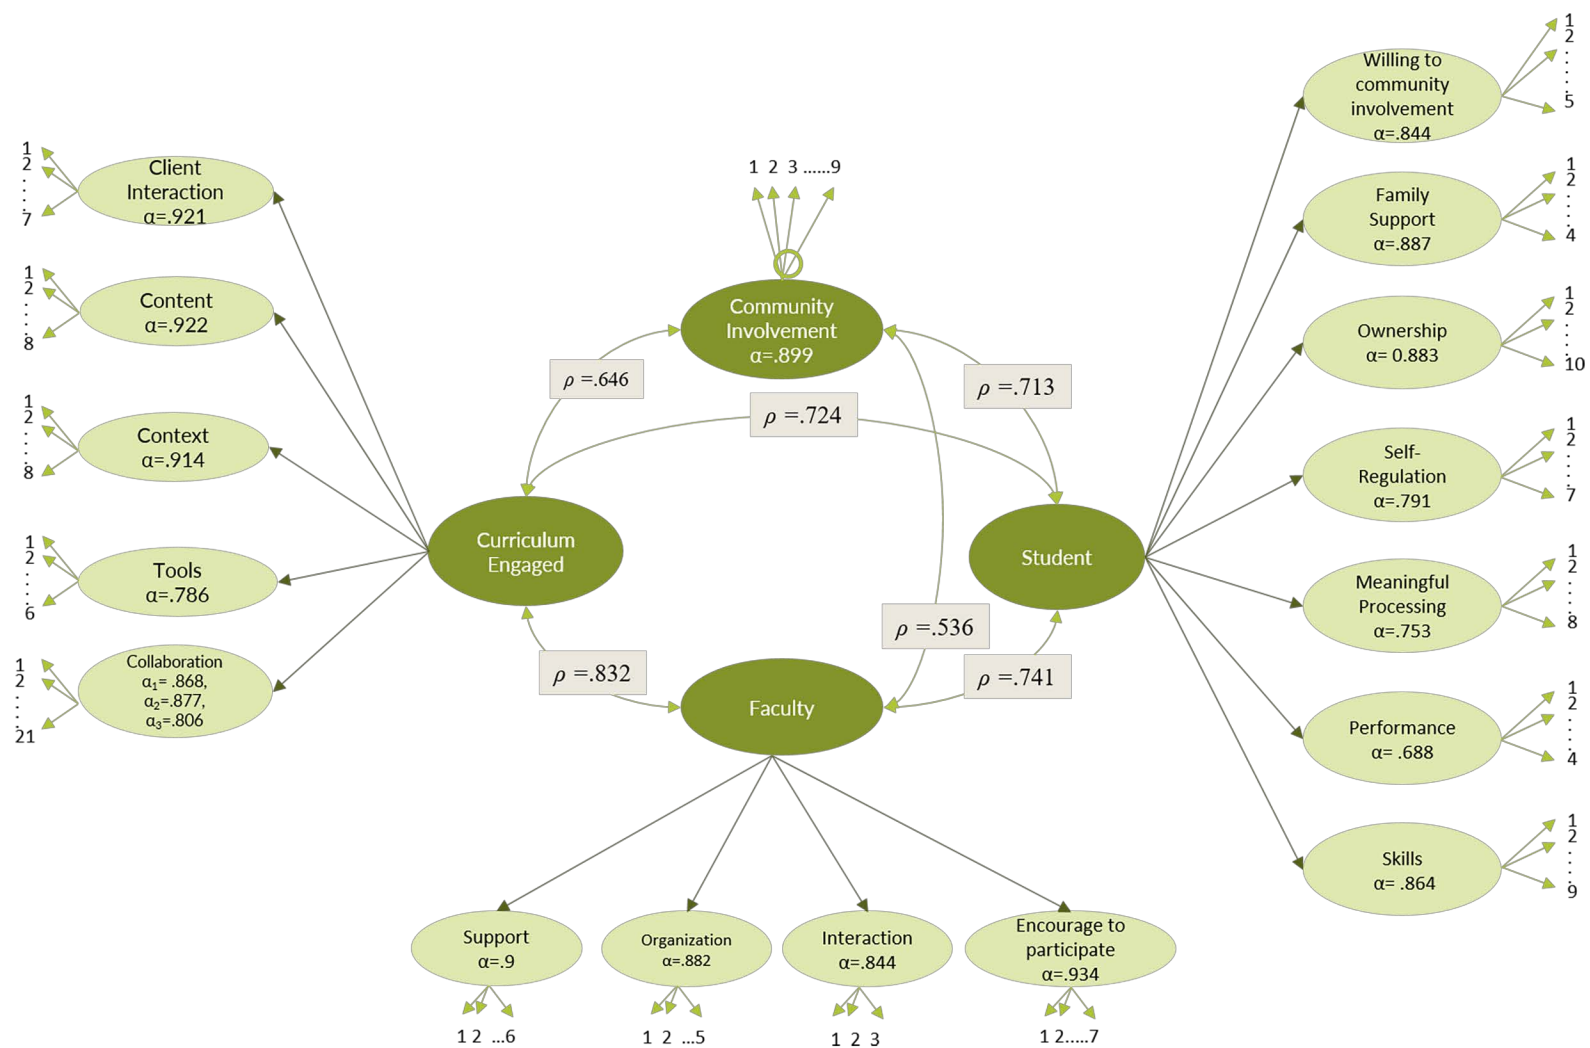 1
2
.
.
.
.
7
Client
Interaction
α=.921
1
2
.
.
.
8
Content
α=.922
1
2
.
.
.
8
Context
α=.914
1
2
.
.
.
6
Tools
α=.786
1
2
.
.
.
21
Collaboration
α1= .868,
α2=.877,
α3=.806
1 2 3 ......9
Community
Involvement
α=.899
ρ =.646
ρ =.713
ρ =.724
Curriculum
Engaged
Student
ρ =.536
ρ =.832
ρ =.741
Faculty
Support
α=.9
1 2 ...6
Organization
α=.882
1 2 ...5
Interaction
α=.844
1 2 3
Encourage to
participate
α=.934
1 2.....7
Willing to
community
involvement
α=.844
1
2
.
.
.
.
5
Family
Support
α=.887
1
2
.
.
.
4
Ownership
α= 0.883
1
2
.
.
.
10
Self-
Regulation
α=.791
1
2
.
.
.
7
Meaningful
Processing
α=.753
1
2
.
.
.
8
Performance
α= .688
1
2
.
.
.
4
Skills
α= .864
1
2
.
.
.
9